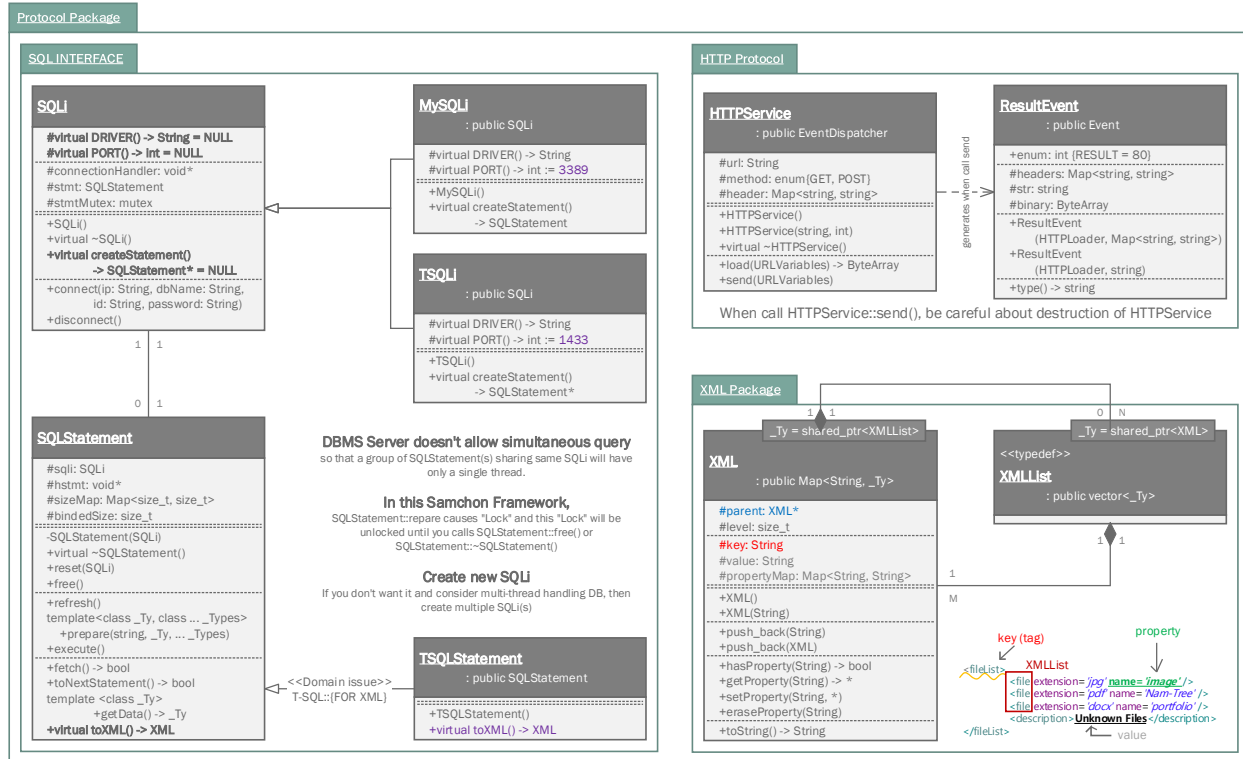 Protocol Package
SQL INTERFACE
SQLi
#virtual DRIVER() -> String = NULL
#virtual PORT() -> int = NULL
#connectionHandler: void*
#stmt: SQLStatement
#stmtMutex: mutex
+SQLi()
+virtual ~SQLi()
+virtual createStatement()
-> SQLStatement* = NULL
+connect(ip: String, dbName: String,
id: String, password: String)
+disconnect()
1 1
0 1
SQLStatement
#sqli: SQLi
#hstmt: void*
#sizeMap: Map<size_t, size_t>
#bindedSize: size_t
-SQLStatement(SQLi)
+virtual ~SQLStatement()
+reset(SQLi)
+free()
+refresh()
template<class _Ty, class ... _Types>
+prepare(string, _Ty, ... _Types)
+execute()
+fetch() -> bool
+toNextStatement() -> bool
template <class _Ty>
+getData() -> _Ty
+virtual toXML() -> XML
MySQLi
: public SQLi
#virtual DRIVER() -> String
#virtual PORT() -> int := 3389
+MySQLi()
+virtual createStatement()
-> SQLStatement
TSQLi
: public SQLi
#virtual DRIVER() -> String
#virtual PORT() -> int := 1433
+TSQLi()
+virtual createStatement()
-> SQLStatement*
DBMS Server doesn't allow simultaneous query
so that a group of SQLStatement(s) sharing same SQLi will have
only a single thread.
In this Samchon Framework,
SQLStatement::repare causes "Lock" and this "Lock" will be
unlocked until you calls SQLStatement::free() or
SQLStatement::~SQLStatement()
Create new SQLi
If you don't want it and consider multi-thread handling DB, then
create multiple SQLi(s)
<<Domain issue>>
T-SQL::{FOR XML}
TSQLStatement
: public SQLStatement
+TSQLStatement()
+virtual toXML() -> XML
HTTP Protocol
HTTPService
: public EventDispatcher
#url: String
#method: enum{GET, POST}
#header: Map<string, string>
+HTTPService()
+HTTPService(string, int)
+virtual ~HTTPService()
+load(URLVariables) -> ByteArray
+send(URLVariables)
generates when call send
ResultEvent
: public Event
+enum: int {RESULT = 80}
#headers: Map<string, string>
#str: string
#binary: ByteArray
+ResultEvent
(HTTPLoader, Map<string, string>)
+ResultEvent
(HTTPLoader, string)
+type() -> string
When call HTTPService::send(), be careful about destruction of HTTPService
XML Package
1 1
0 N
_Ty = shared_ptr<XMLList>
XML
: public Map<String, _Ty>
#parent: XML*
#level: size_t
#key: String
#value: String
#propertyMap: Map<String, String>
+XML()
+XML(String)
+push_back(String)
+push_back(XML)
+hasProperty(String) -> bool
+getProperty(String) -> *
+setProperty(String, *)
+eraseProperty(String)
+toString() -> String
_Ty = shared_ptr<XML>
<<typedef>>
XMLList
: public vector<_Ty>
1 1
1
M
key (tag)
property
<fileList>
XMLList
<file extension='jpg' name='image' />
<file extension='pdf' name='Nam-Tree' />
<file extension='docx' name='portfolio' />
<description>Unknown Files</description>
</fileList>
value